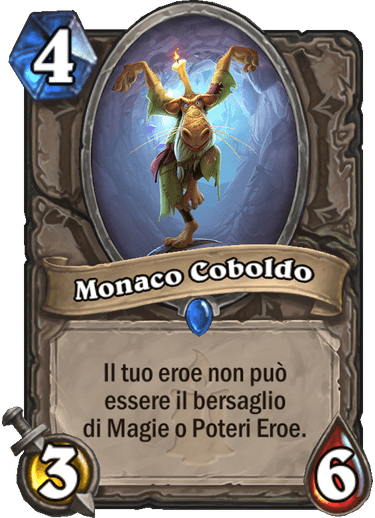 4
Monaco Coboldo
Il tuo eroe non può
essere il bersaglio
di Magie o Poteri Eroe.
3
6